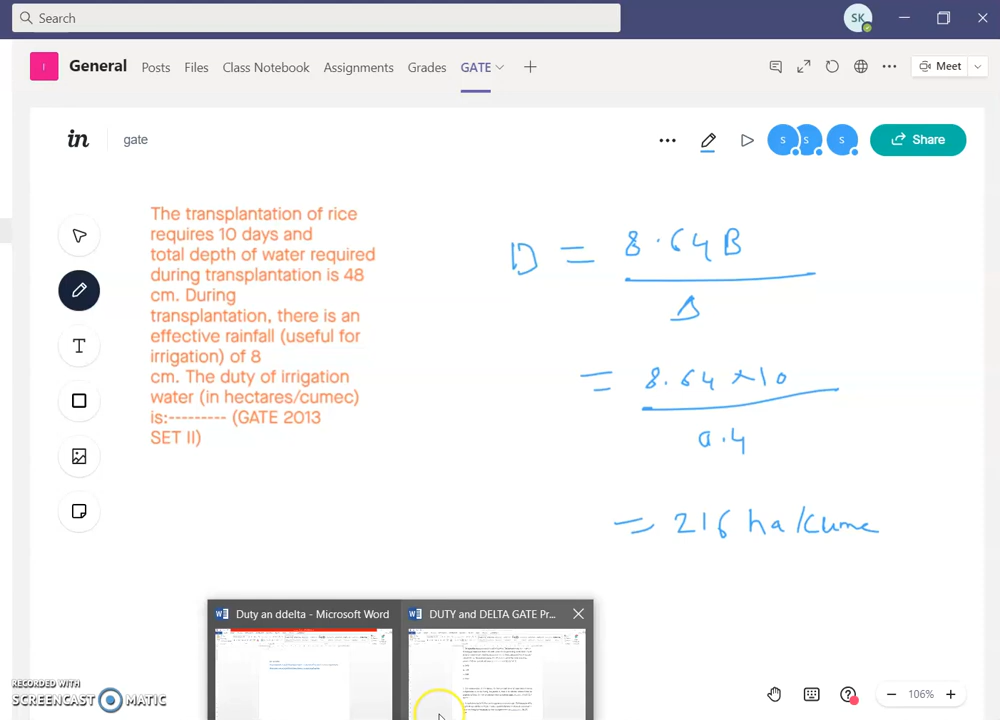 Search
SK
I
General
Posts
Files
Class Notebook
Assignments
Grades
GATE
Meet
in
gate
S
S
S
Share
The transplantation of rice
requires 10 days and
total depth of water required
during transplantation is 48
cm. During
transplantation, there is an
effective rainfall (useful for
irrigation) of 8
cm. The duty of irrigation
water (in hectares/cumec)
is:--------- (GATE 2013
SET II)
D = 8.64 B
Δ
= 8.64 × 10
0.4
= 216 ha/cumc
T
Duty an ddelta - Microsoft Word
DUTY and DELTA GATE Pr...
RECORDED WITH
SCREENCAST MATIC
106%